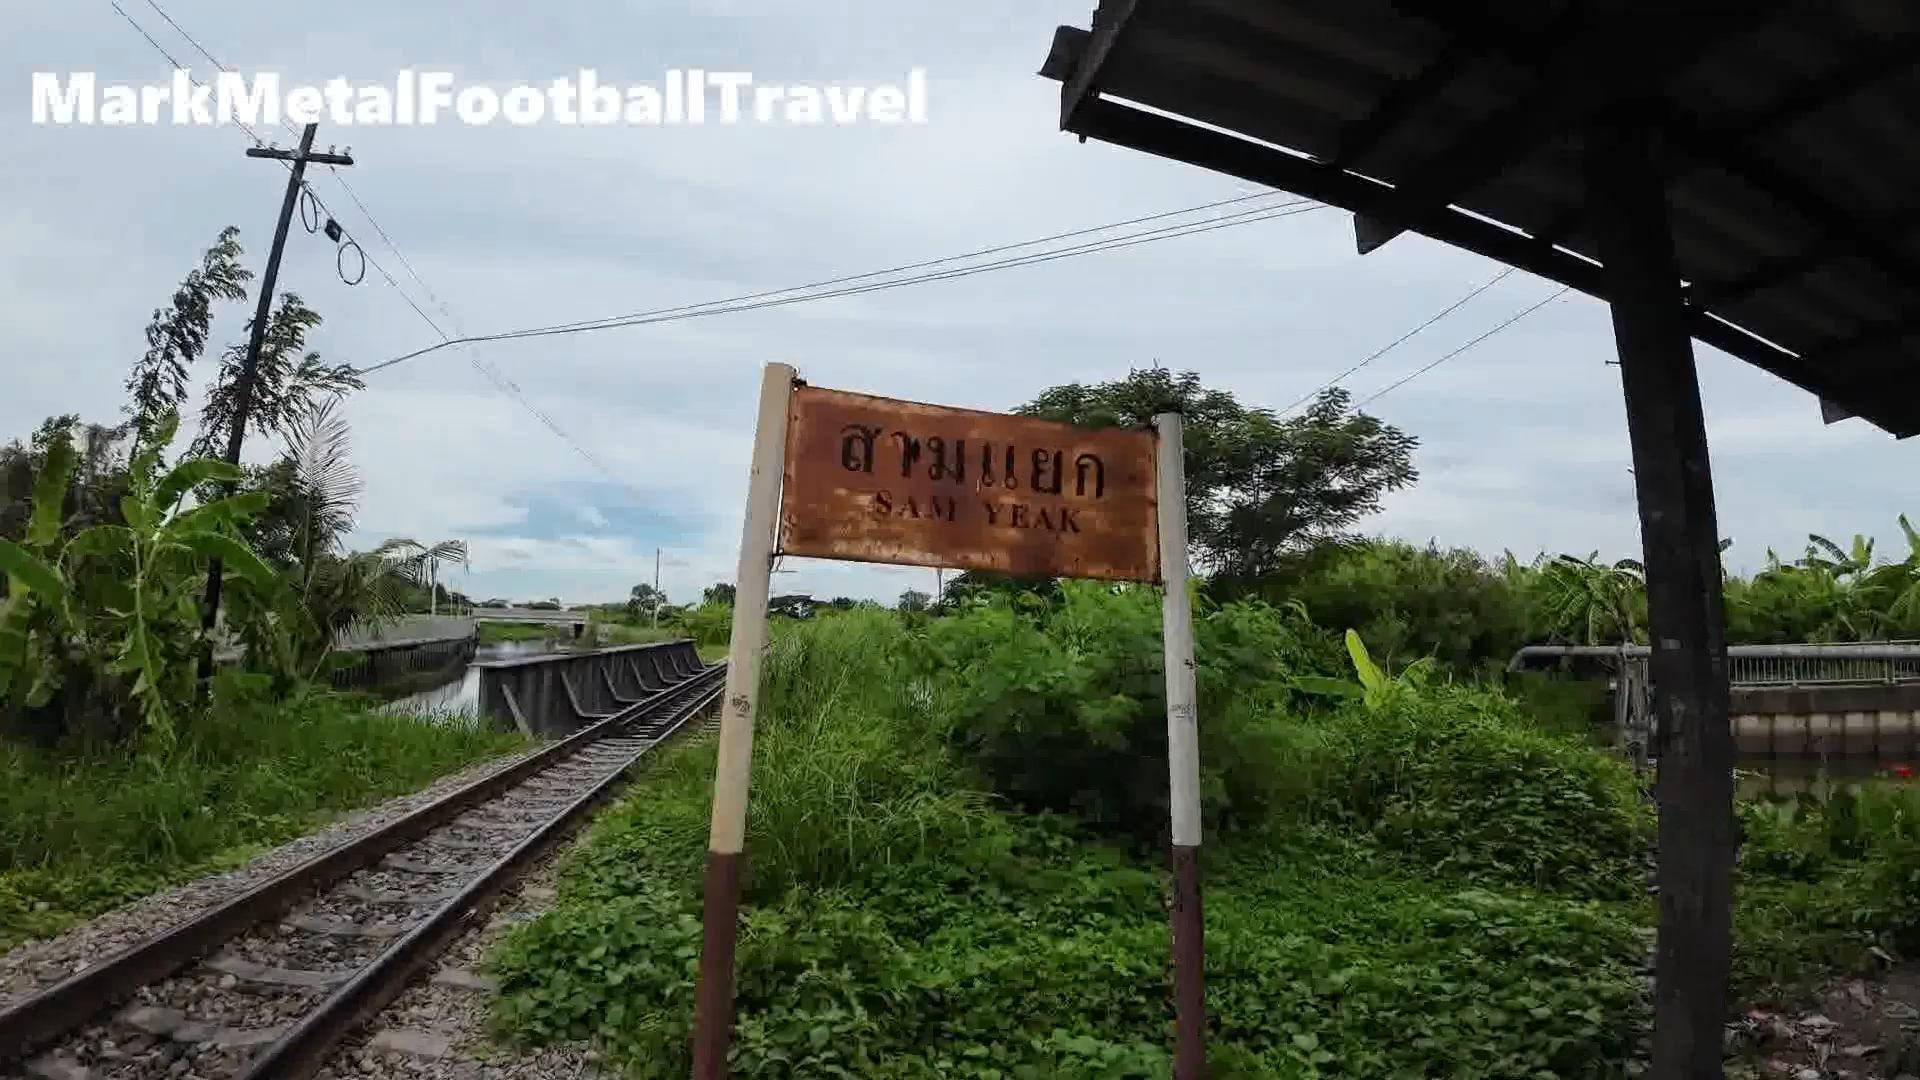 MarkMetalFootballTravel
สามแยก
SAM YEAK